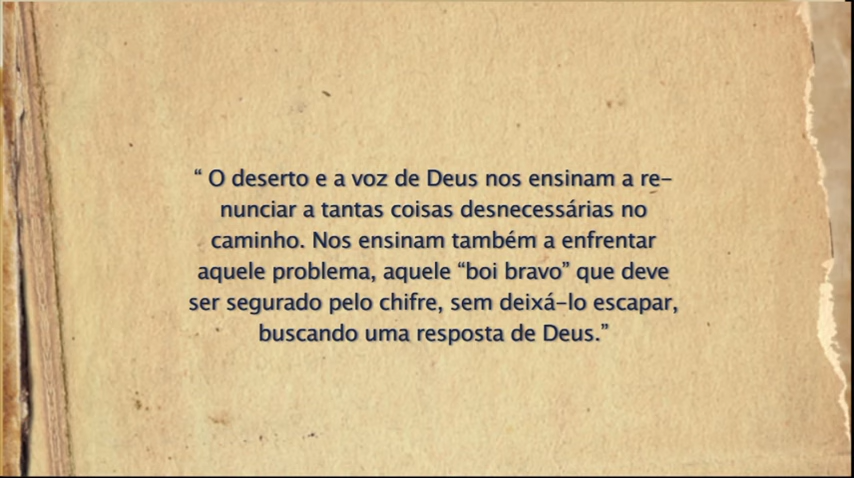 “ O deserto e a voz de Deus nos ensinam a re-
nunciar a tantas coisas desnecessárias no
caminho. Nos ensinam também a enfrentar
aquele problema, aquele “boi bravo” que deve
ser segurado pelo chifre, sem deixá-lo escapar,
buscando uma resposta de Deus.”